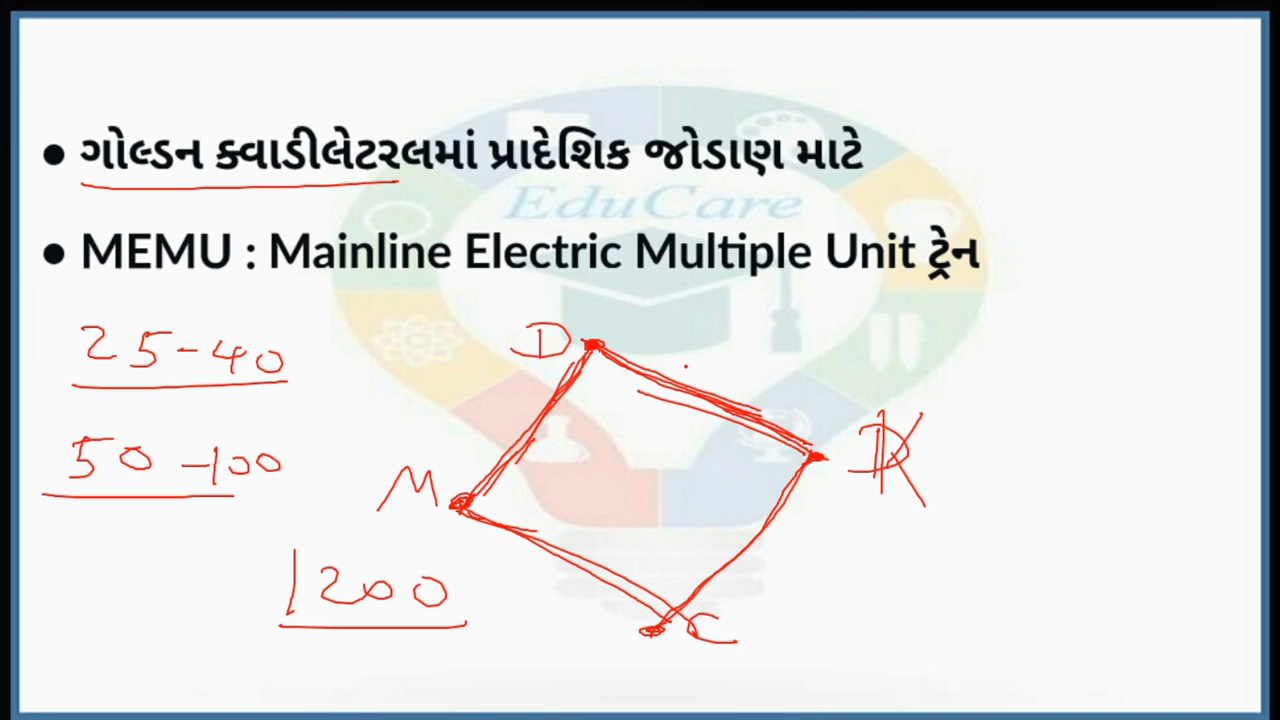 • ગોલ્ડન ક્વાડીલેટરલમાં પ્રાદેશિક જોડાણ માટે
EduCare
• MEMU : Mainline Electric Multiple Unit ટ્રેન
25-40
D
50-100
K
M
1200
C